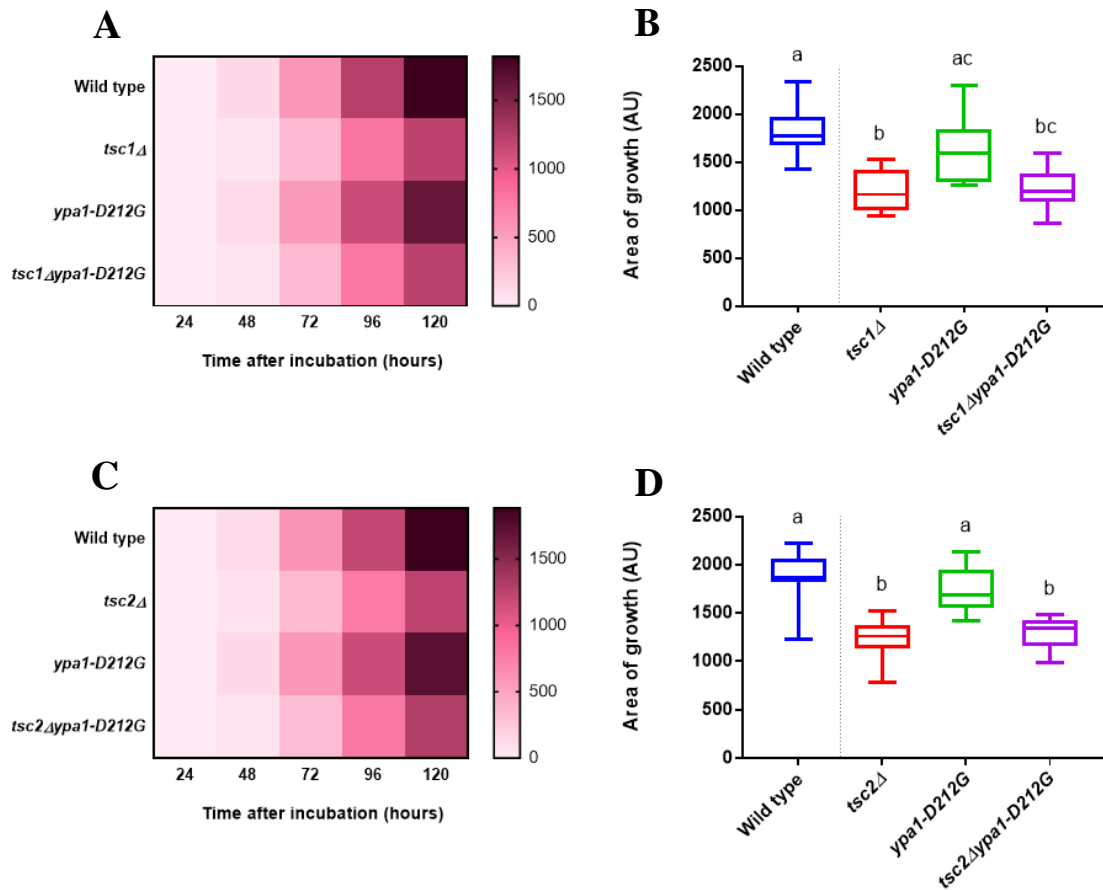 A
Wild type
tsc1Δ
ypa1-D212G
tsc1Δypa1-D212G
24 48 72 96 120
Time after incubation (hours)
1500
1000
500
0
B
Area of growth (AU)
2500
2000
1500
1000
500
0
a
b
ac
bc
Wild type
tsc1Δ
ypa1-D212G
tsc1Δypa1-D212G
C
Wild type
tsc2Δ
ypa1-D212G
tsc2Δypa1-D212G
24 48 72 96 120
Time after incubation (hours)
1500
1000
500
0
D
Area of growth (AU)
2500
2000
1500
1000
500
0
a
b
a
b
Wild type
tsc2Δ
ypa1-D212G
tsc2Δypa1-D212G